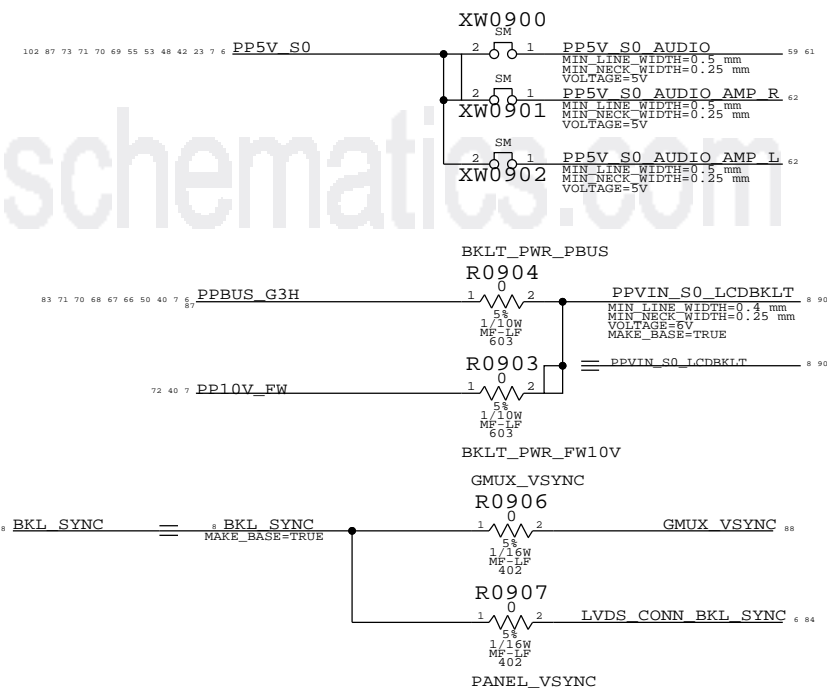 XW0900
SM
102 87 73 71 70 69 55 53 48 42 23 7 6 PP5V_S0 2 1 PP5V_S0_AUDIO 59 61
MIN_LINE_WIDTH=0.5 mm
MIN_NECK_WIDTH=0.25 mm
VOLTAGE=5V
SM
2 1 PP5V_S0_AUDIO_AMP_R 62
XW0901
MIN_LINE_WIDTH=0.5 mm
MIN_NECK_WIDTH=0.25 mm
VOLTAGE=5V
schematics.com
SM
2 1 PP5V_S0_AUDIO_AMP_L 62
XW0902
MIN_LINE_WIDTH=0.5 mm
MIN_NECK_WIDTH=0.25 mm
VOLTAGE=5V
BKLT_PWR_PBUS
R0904
0
83 71 70 68 67 66 50 40 7 6 PPBUS_G3H 1 2 PPVIN_S0_LCDBKLT 8 90
87
5%
1/10W
MF-LF
603
MIN_LINE_WIDTH=0.4 mm
MIN_NECK_WIDTH=0.25 mm
VOLTAGE=6V
MAKE_BASE=TRUE
PPVIN_S0_LCDBKLT 8 90
R0903
0
72 40 7 PP10V_FW 1 2
5%
1/10W
MF-LF
603
BKLT_PWR_FW10V
GMUX_VSYNC
R0906
0
8 BKL_SYNC 8 BKL_SYNC 1 2 GMUX_VSYNC 88
MAKE_BASE=TRUE
5%
1/16W
MF-LF
402
R0907
0
1 2 LVDS_CONN_BKL_SYNC 6 84
5%
1/16W
MF-LF
402
PANEL_VSYNC